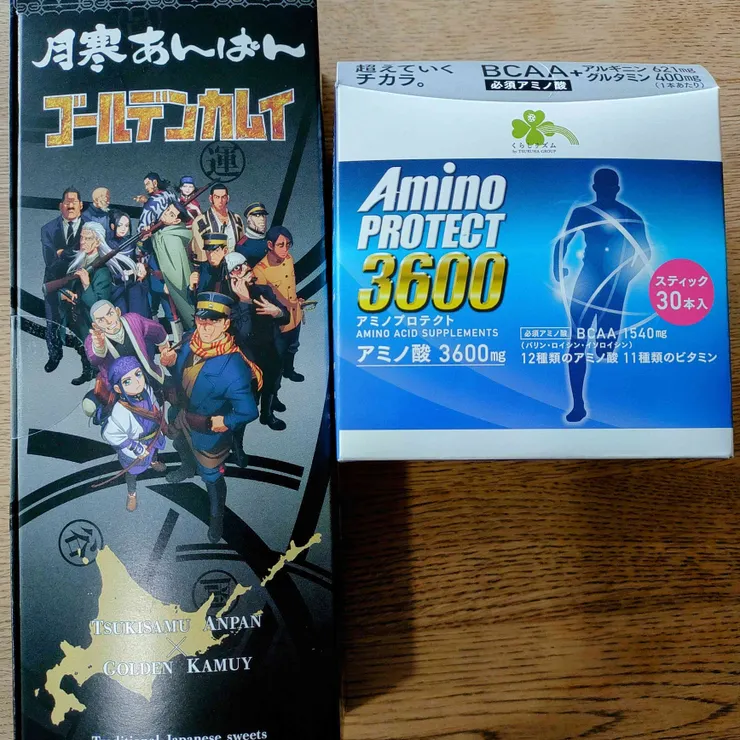 月寒あんぱん
ゴールデンカムイ
運
TSUKISAMU ANPAN
×
GOLDEN KAMUY
Traditional Japanese sweets
超えていく
チカラ。
BCAA+アルギニン 621mg
グルタミン 400mg
必須アミノ酸
(1本あたり)
くらしリズム
by TSURUHA GROUP
Amino
PROTECT
3600
アミノプロテクト
AMINO ACID SUPPLEMENTS
アミノ酸 3600mg
スティック
30本入
必須アミノ酸 BCAA 1540mg
(バリン・ロイシン・イソロイシン)
12種類のアミノ酸 11種類のビタミン